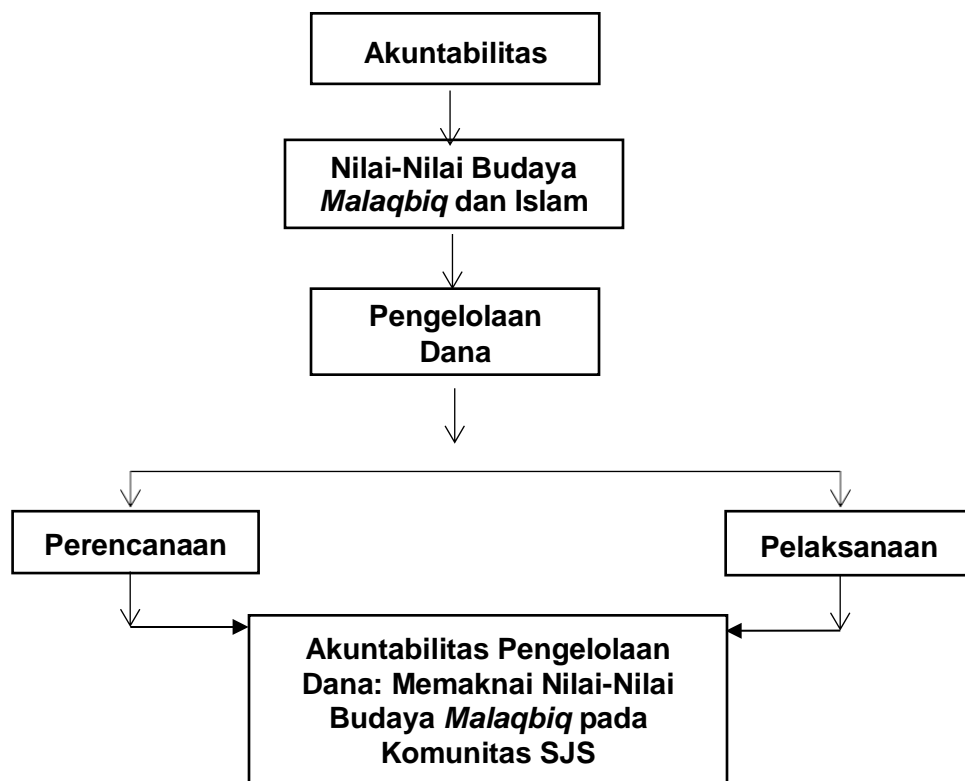 Akuntabilitas
Nilai-Nilai Budaya
Malaqbiq dan Islam
Pengelolaan
Dana
Perencanaan
Pelaksanaan
Akuntabilitas Pengelolaan
Dana: Memaknai Nilai-Nilai
Budaya Malaqbiq pada
Komunitas SJS